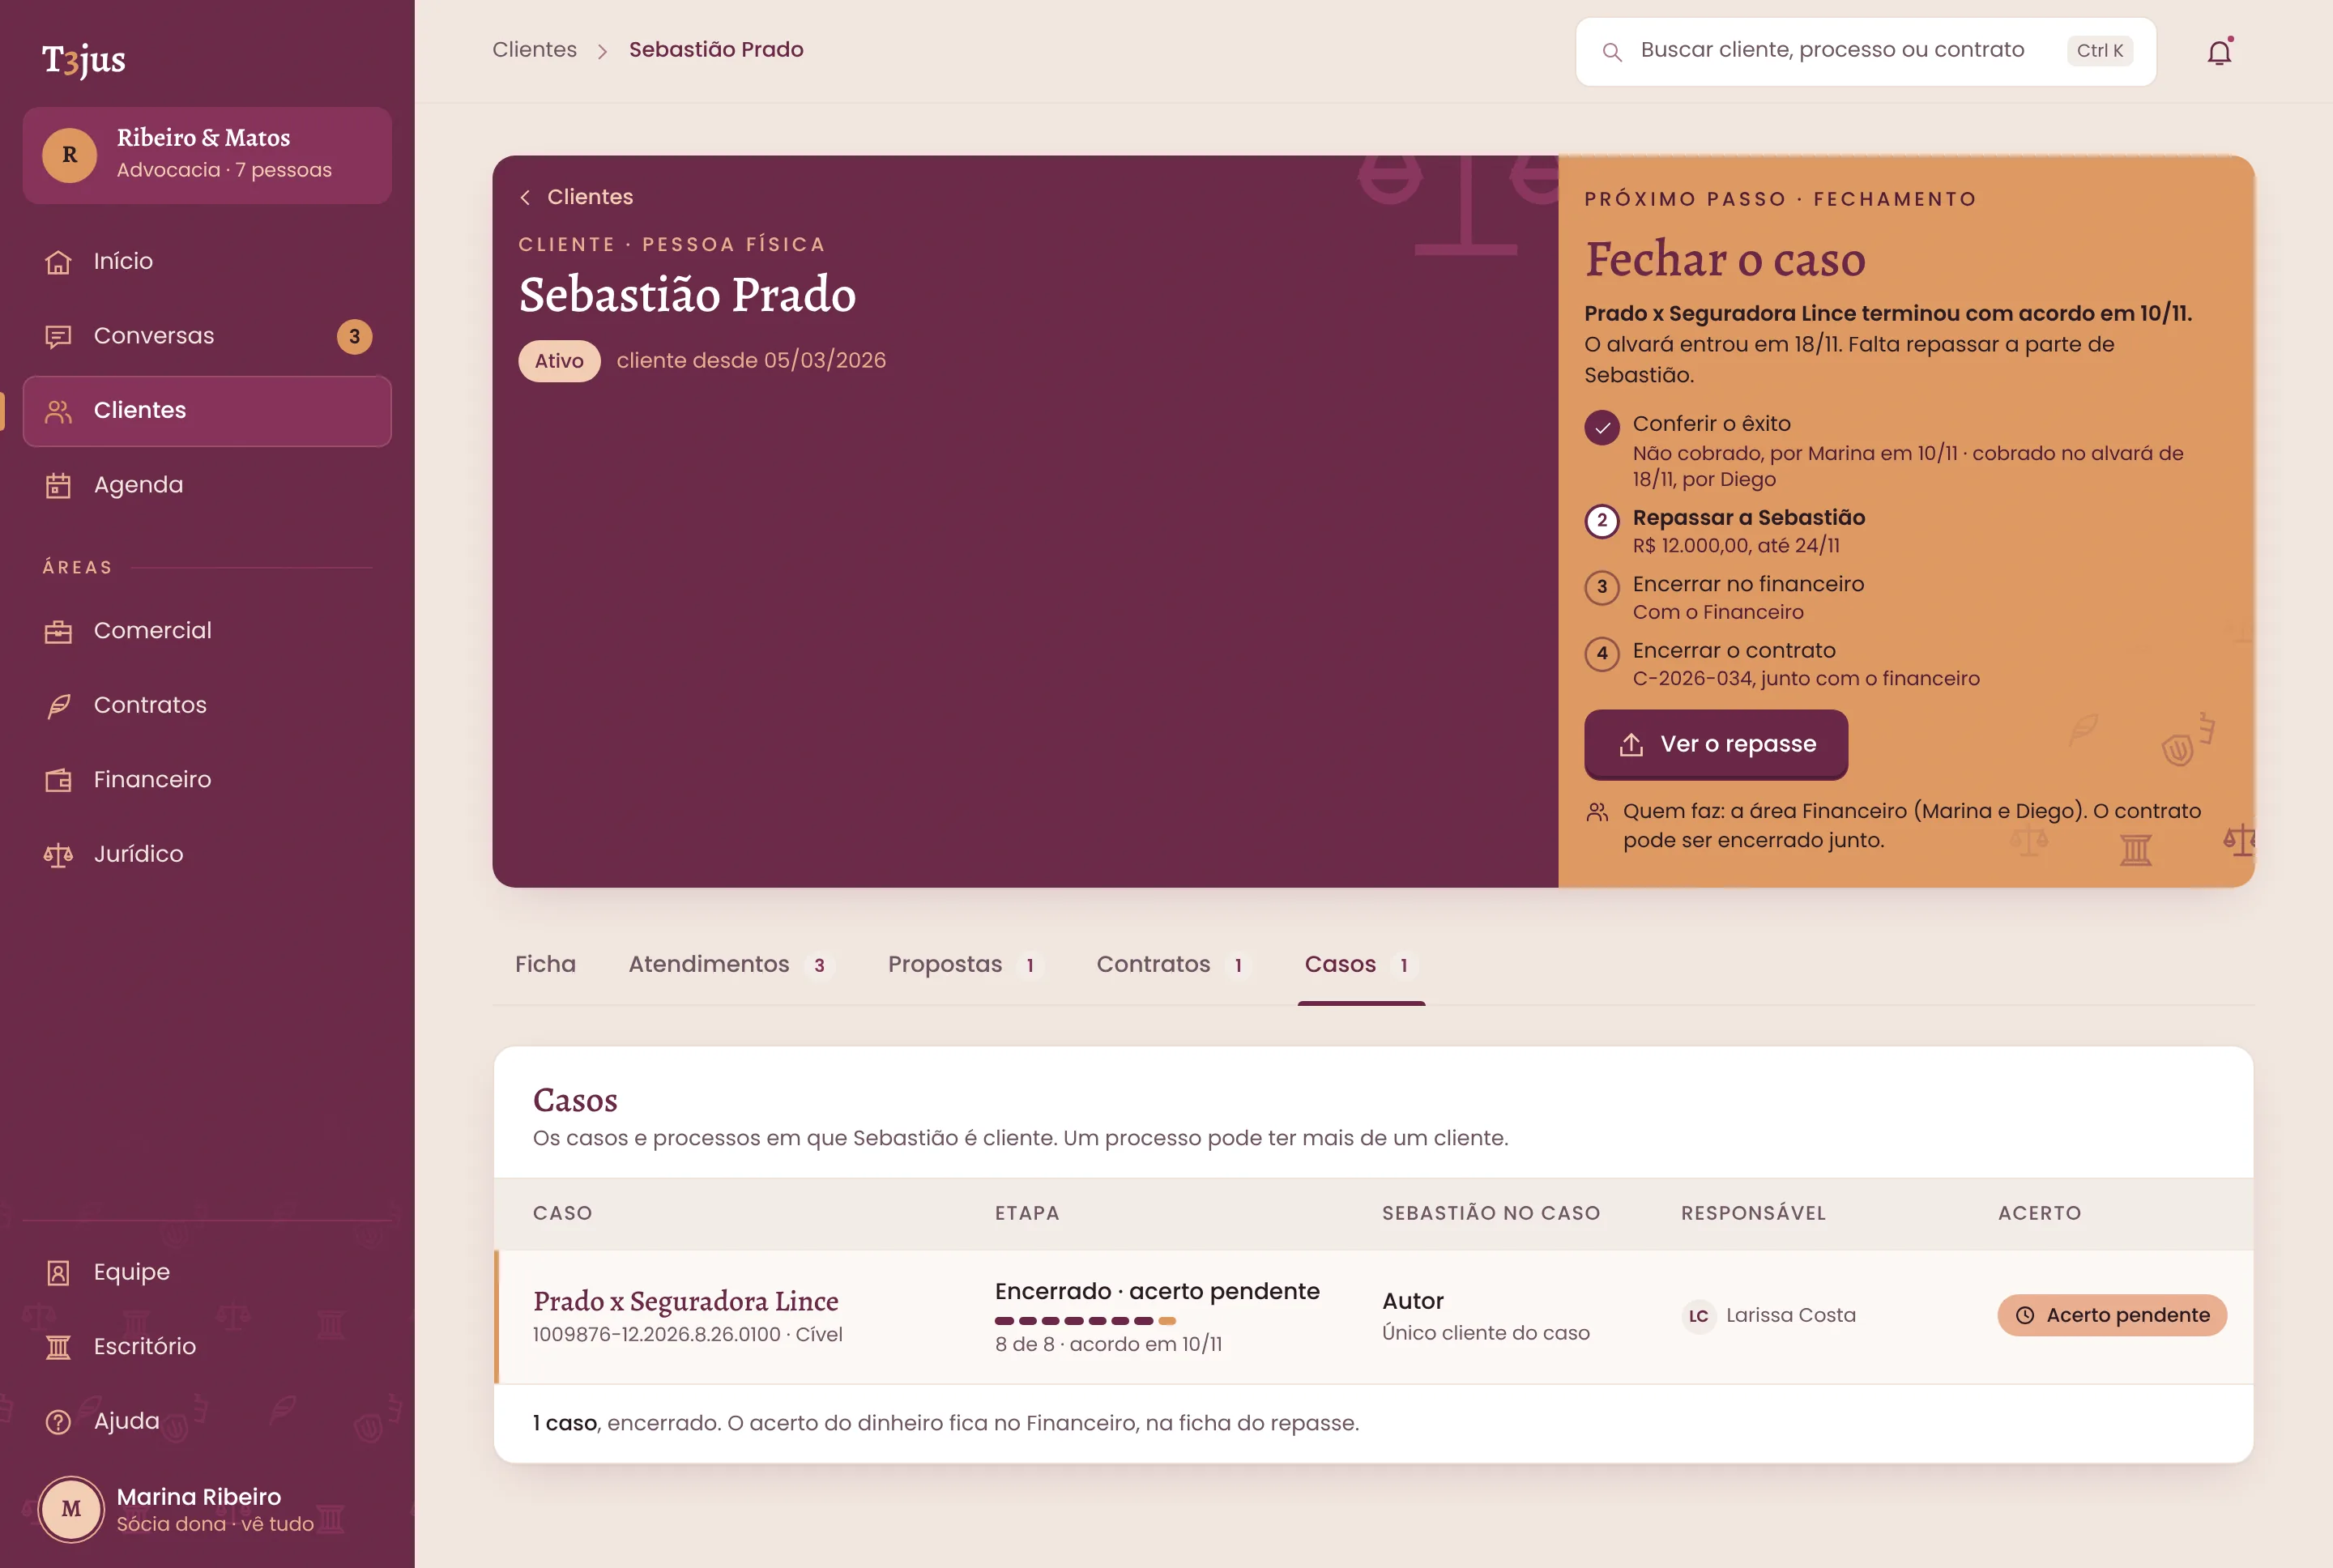 T3jus
R
Ribeiro & Matos
Advocacia · 7 pessoas
Início
Conversas 3
Clientes
Agenda
ÁREAS
Comercial
Contratos
Financeiro
Jurídico
Equipe
Escritório
Ajuda
M
Marina Ribeiro
Sócia dona · vê tudo
Clientes > Sebastião Prado
Buscar cliente, processo ou contrato Ctrl K
Clientes
CLIENTE · PESSOA FÍSICA
Sebastião Prado
Ativo cliente desde 05/03/2026
PRÓXIMO PASSO · FECHAMENTO
Fechar o caso
Prado x Seguradora Lince terminou com acordo em 10/11.
O alvará entrou em 18/11. Falta repassar a parte de
Sebastião.
Conferir o êxito
Não cobrado, por Marina em 10/11 · cobrado no alvará de
18/11, por Diego
2 Repassar a Sebastião
R$ 12.000,00, até 24/11
3 Encerrar no financeiro
Com o Financeiro
4 Encerrar o contrato
C-2026-034, junto com o financeiro
Ver o repasse
Quem faz: a área Financeiro (Marina e Diego). O contrato
pode ser encerrado junto.
Ficha Atendimentos 3 Propostas 1 Contratos 1 Casos 1
Casos
Os casos e processos em que Sebastião é cliente. Um processo pode ter mais de um cliente.
CASO ETAPA SEBASTIÃO NO CASO RESPONSÁVEL ACERTO
Prado x Seguradora Lince
1009876-12.2026.8.26.0100 · Cível
Encerrado · acerto pendente
8 de 8 · acordo em 10/11
Autor
Único cliente do caso
LC Larissa Costa
Acerto pendente
1 caso, encerrado. O acerto do dinheiro fica no Financeiro, na ficha do repasse.